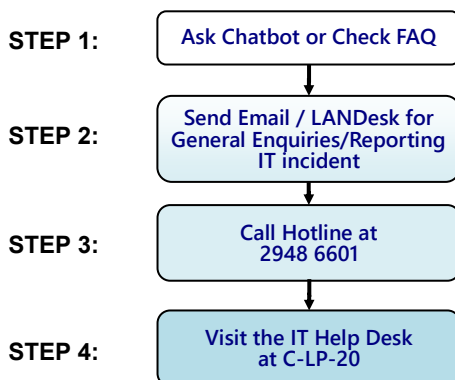 STEP 1:
Ask Chatbot or Check FAQ
STEP 2:
Send Email / LANDesk for
General Enquiries/Reporting
IT incident
STEP 3:
Call Hotline at
2948 6601
STEP 4:
Visit the IT Help Desk
at C-LP-20